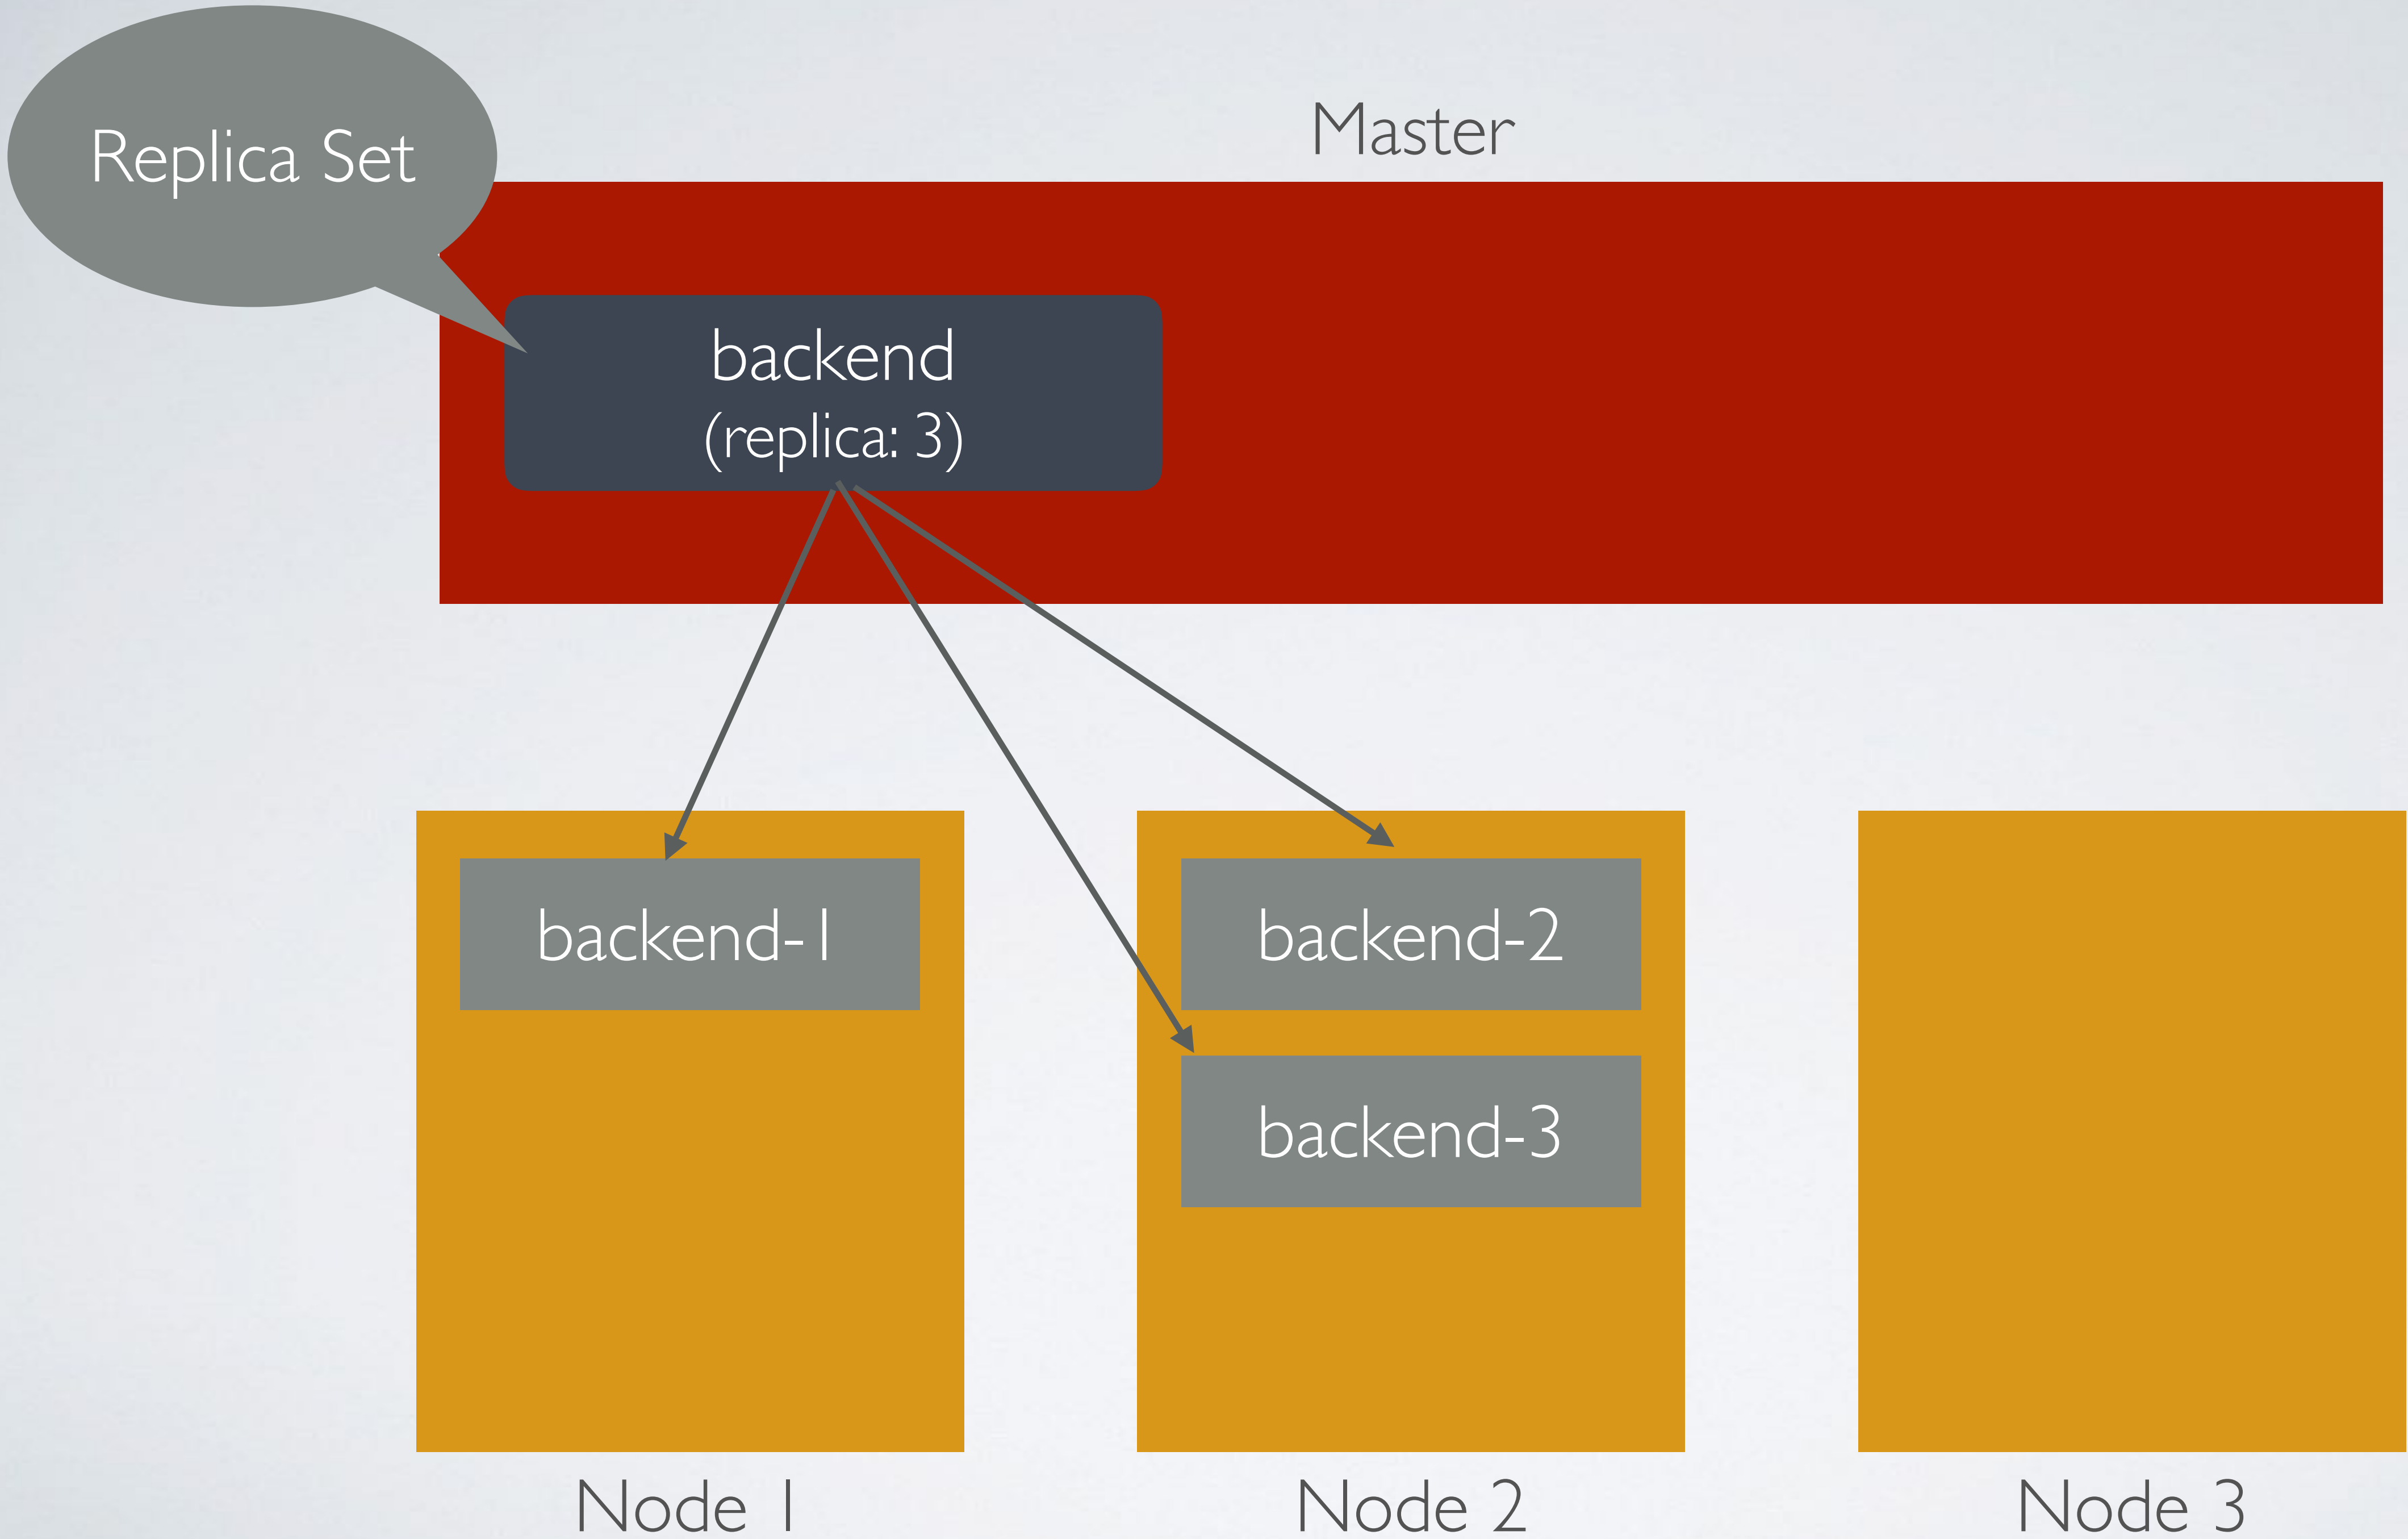 Replica Set
Master
backend
(replica: 3)
backend-1
backend-2
backend-3
Node 1
Node 2
Node 3